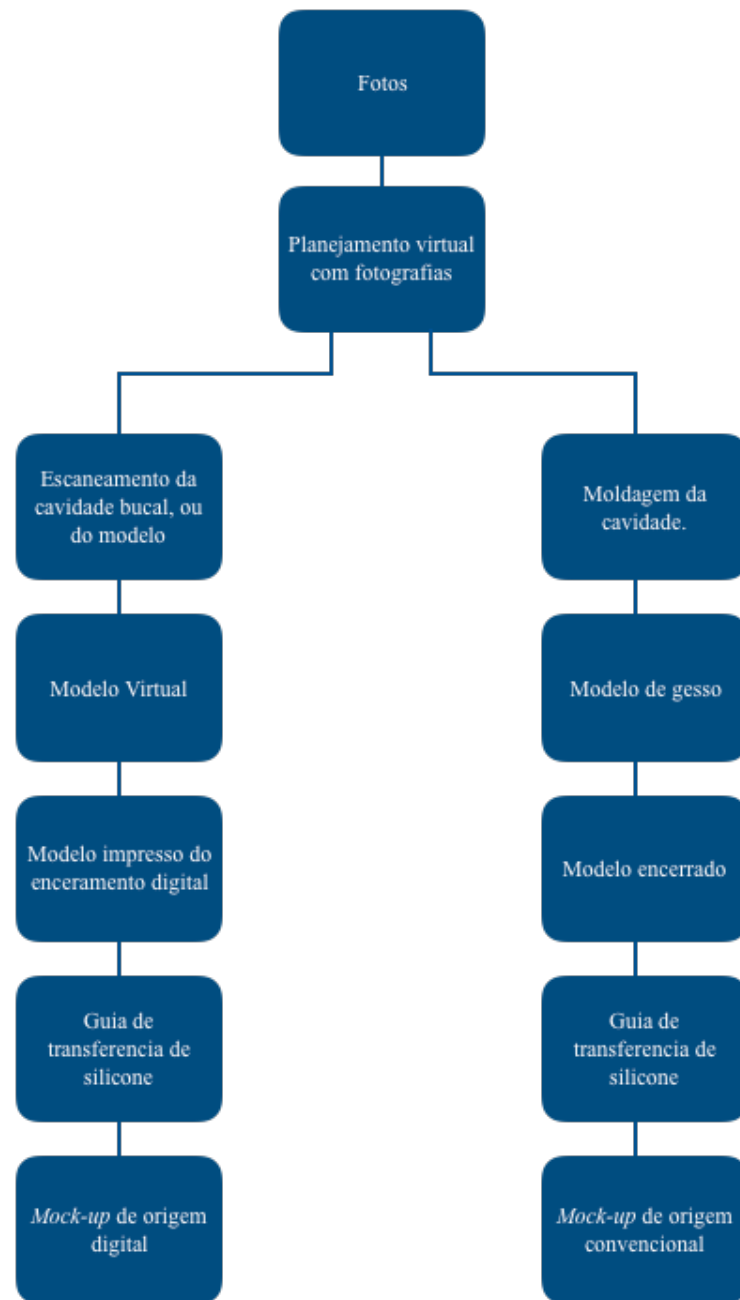 Fotos
Planejamento virtual
com fotografias
Escaneamento da
cavidade bucal, ou
do modelo
Modelo Virtual
Modelo impresso do
enceramento digital
Guia de
transferencia de
silicone
Mock-up de origem
digital
Moldagem da
cavidade.
Modelo de gesso
Modelo encerrado
Guia de
transferencia de
silicone
Mock-up de origem
convencional